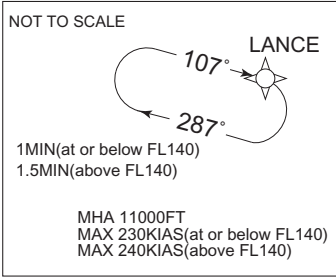 NOT TO SCALE
LANCE
107°
287°
1MIN(at or below FL140)
1.5MIN(above FL140)
MHA 11000FT
MAX 230KIAS(at or below FL140)
MAX 240KIAS(above FL140)